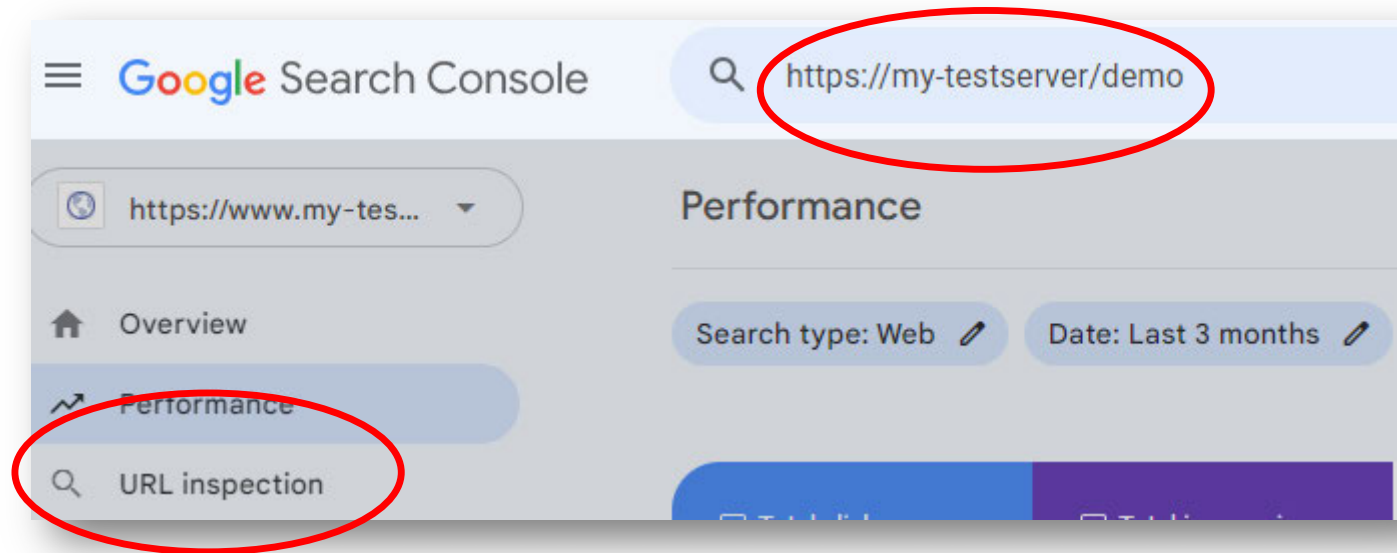 Google Search Console
https://my-testserver/demo
https://www.my-tes...
Performance
Overview
Search type: Web
Date: Last 3 months
Performance
URL inspection